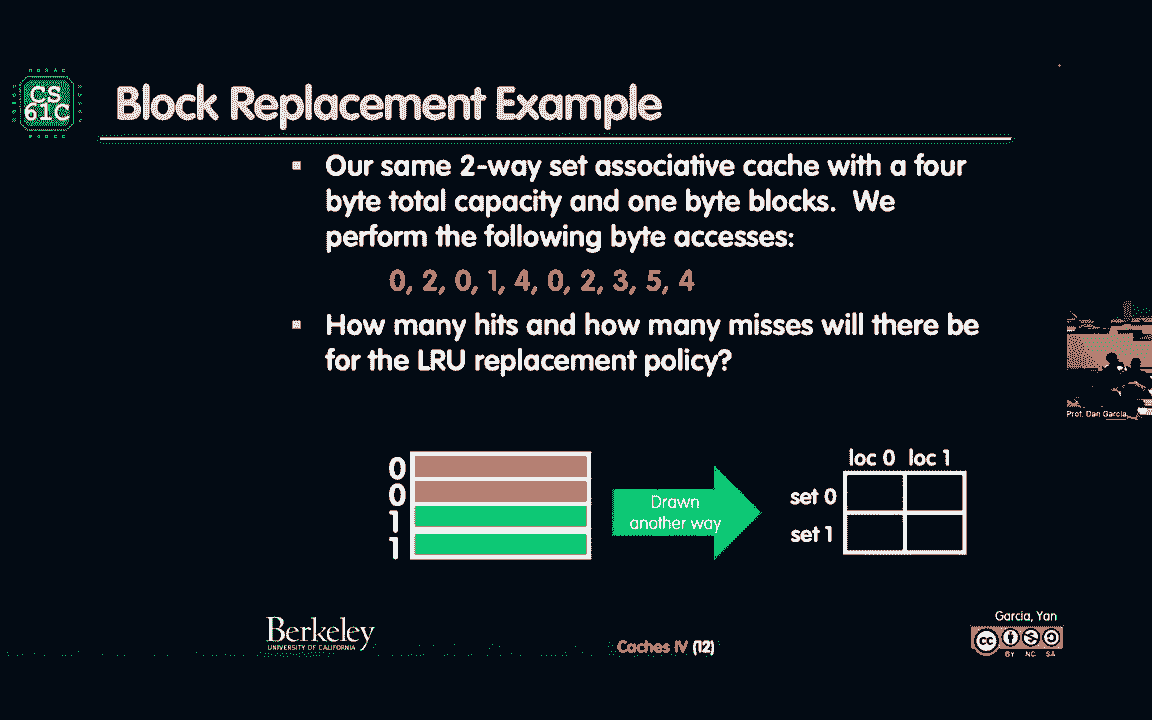 CS
61C
Block Replacement Example
Our same 2-way set associative cache with a four
byte total capacity and one byte blocks. We
perform the following byte accesses:
0, 2, 0, 1, 4, 0, 2, 3, 5, 4
How many hits and how many misses will there be
for the LRU replacement policy?
Prof. Dan Garcia
0
0
1
1
Drawn
another way
loc 0 loc 1
set 0
set 1
Berkeley
UNIVERSITY OF CALIFORNIA
Caches IV (12)
Garcia, Yan
cc
BY NC SA